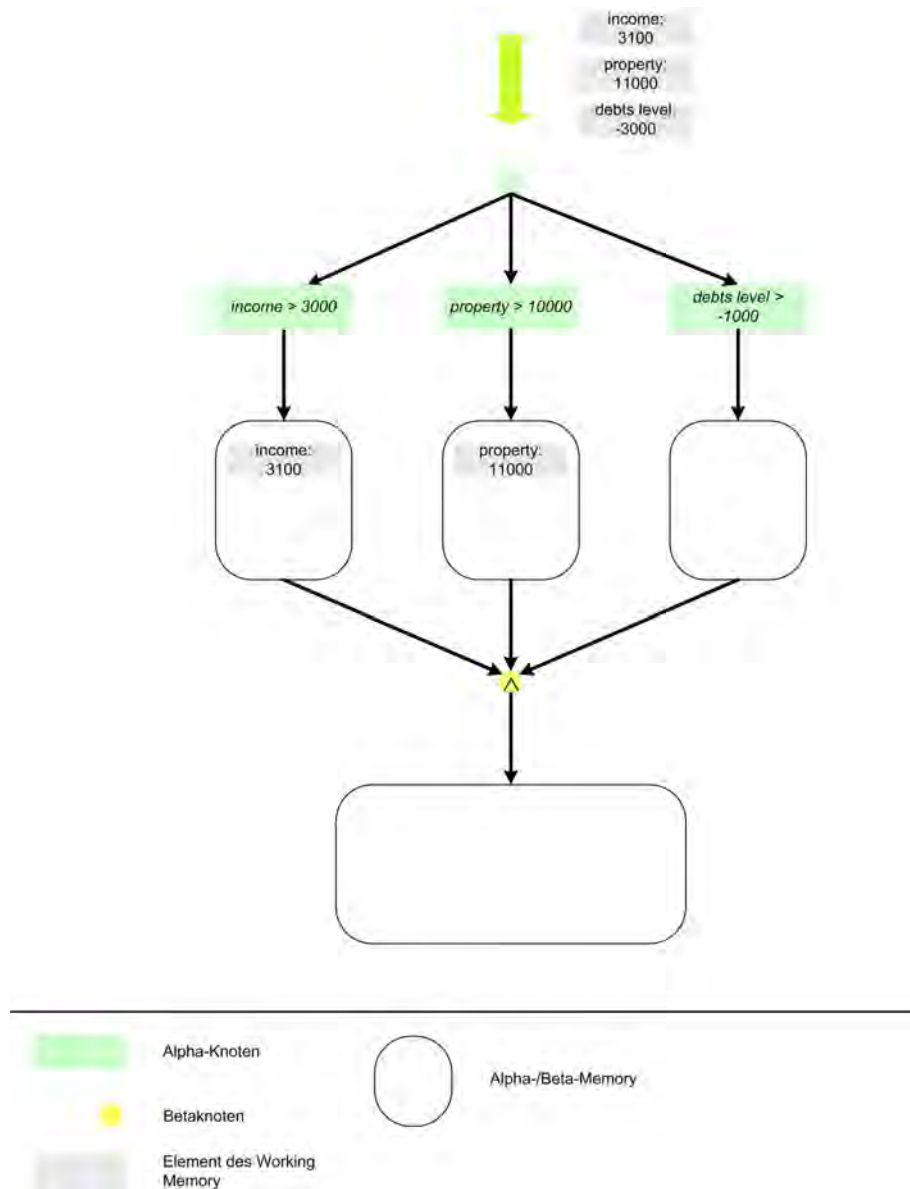 income:
3100
property:
11000
debts level:
-3000
income > 3000
property > 10000
debts level >
-1000
income:
3100
property:
11000
∧
Alpha-Knoten
Alpha-/Beta-Memory
Betaknoten
Element des Working
Memory